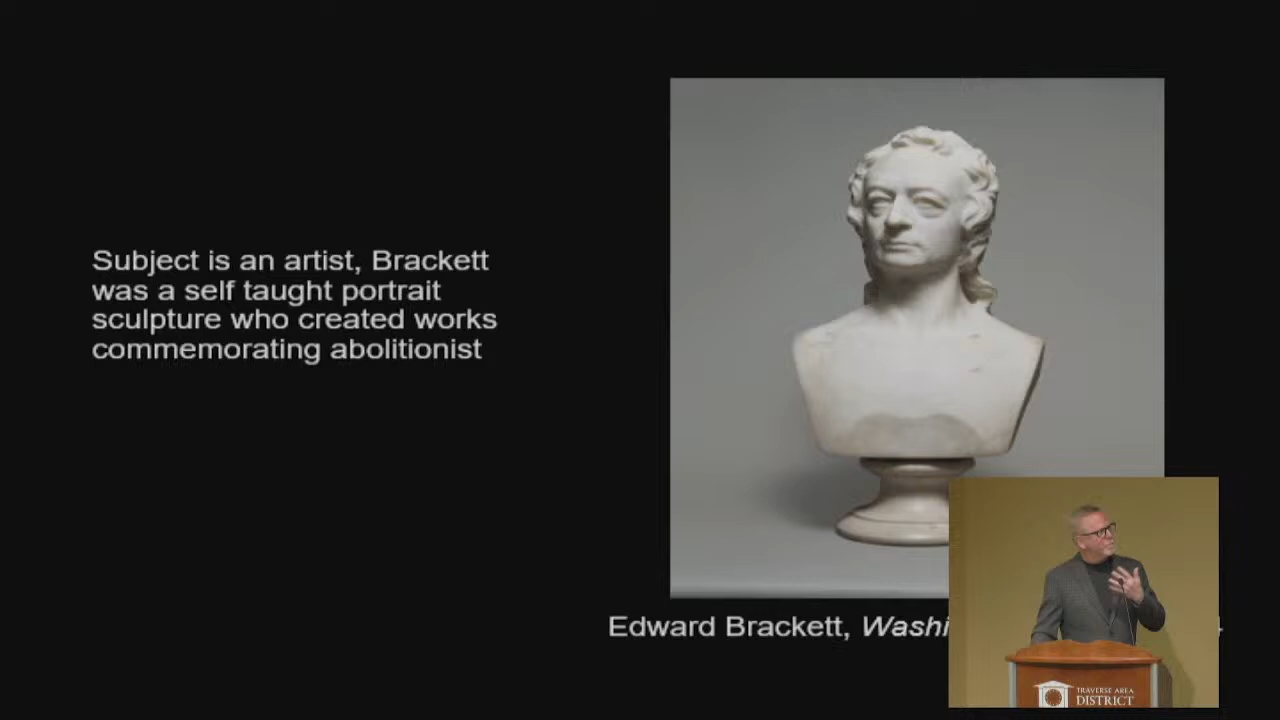 Subject is an artist, Brackett
was a self taught portrait
sculpture who created works
commemorating abolitionist
Edward Brackett, Washi
TRAVERSE AREA
DISTRICT